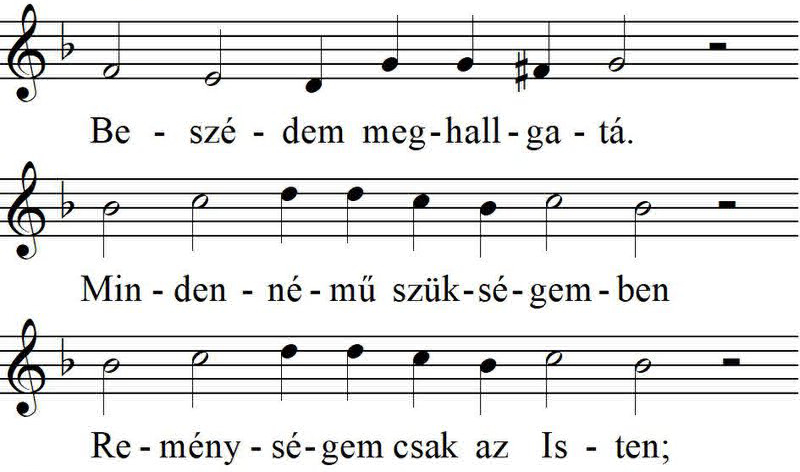 Be - szé - dem meg-hall-ga - tá.
Min - den - né - mű szük-sé-gem-ben
Re - mény - sé-gem csak az Is - ten;